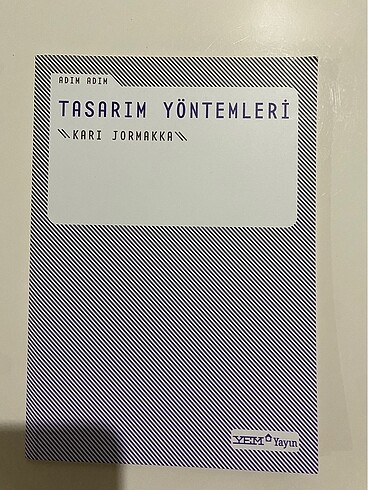 ADIM ADIM
TASARIM YÖNTEMLERİ
KARI JORMAKKA
YEM Yayın